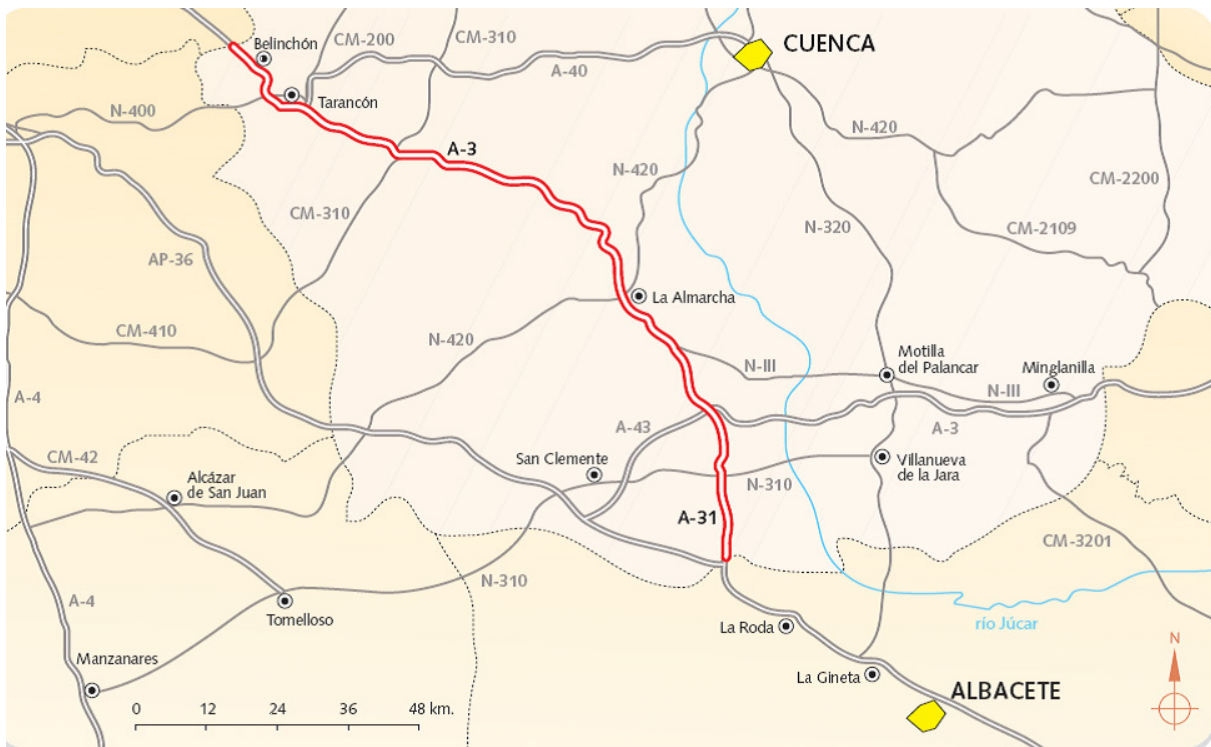 Belinchón
CM-200
CM-310
CUENCA
A-40
Tarancón
N-400
A-3
N-420
N-420
CM-2200
CM-310
N-320
CM-2109
AP-36
La Almarcha
CM-410
N-420
N-III
Motilla
del Palancar
Minglanilla
N-III
A-4
A-43
A-3
San Clemente
CM-42
Alcázar
de San Juan
N-310
Villanueva
de la Jara
A-31
CM-3201
N-310
A-4
Tomelloso
La Roda
río Júcar
Manzanares
La Gineta
N
ALBACETE
0 12 24 36 48 km.